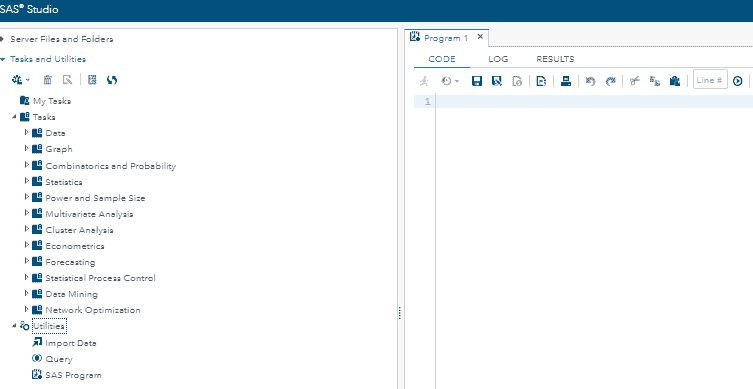 SAS® Studio
Server Files and Folders
Tasks and Utilities
My Tasks
Tasks
Data
Graph
Combinatorics and Probability
Statistics
Power and Sample Size
Multivariate Analysis
Cluster Analysis
Econometrics
Forecasting
Statistical Process Control
Data Mining
Network Optimization
Utilities
Import Data
Query
SAS Program
Program 1
CODE LOG RESULTS
Line #
1